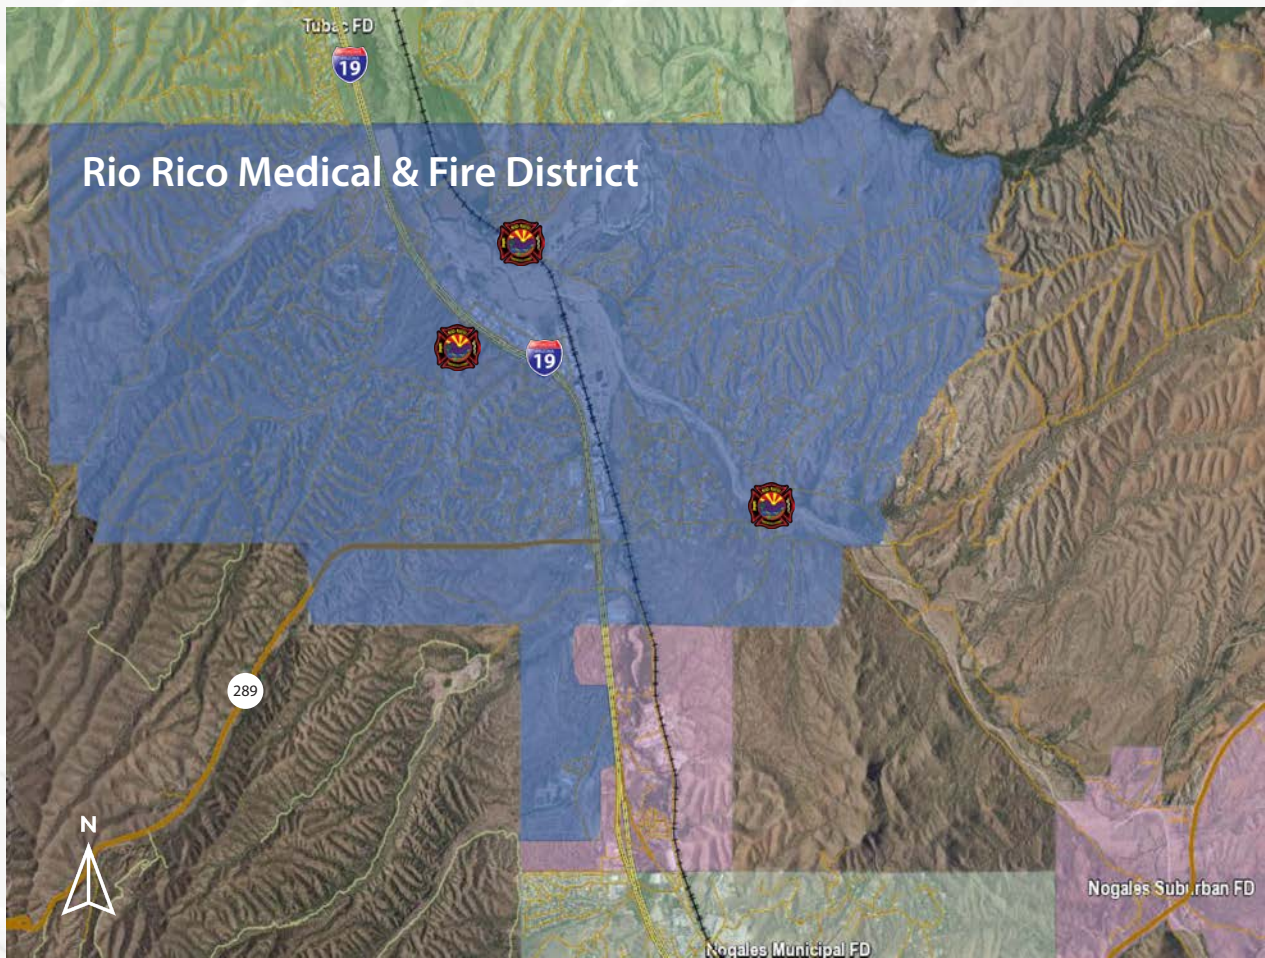 Tubac FD
19
Rio Rico Medical & Fire District
19
289
N
Nogales Suburban FD
Nogales Municipal FD